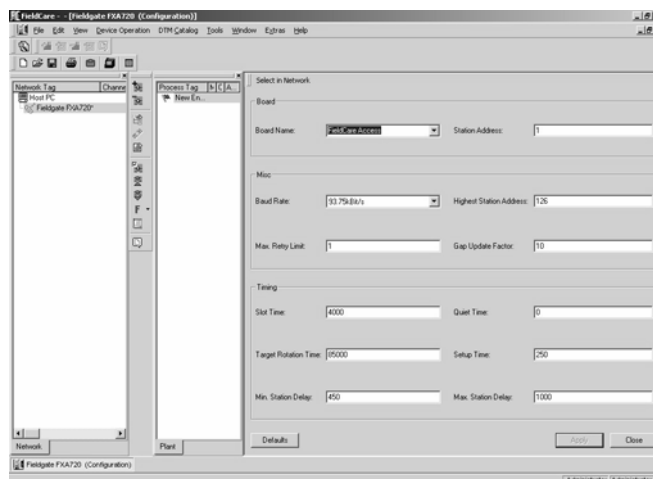 FieldCare - - [Fieldgate FXA720 (Configuration)]
File Edit View Device Operation DTM Catalog Tools Window Extras Help
Network Tag Channe
Host PC
Fieldgate FXA720*
F
Process Tag N C A...
New En...
Select in Network
Board
Board Name: FieldCare Access Station Address: 1
Misc
Baud Rate: 93.75kBit/s Highest Station Address: 126
Max. Retry Limit: 1 Gap Update Factor: 10
Timing
Slot Time: 4000 Quiet Time: 0
Target Rotation Time: 65000 Setup Time: 250
Min. Station Delay: 450 Max. Station Delay: 1000
Defaults Apply Close
Network Plant
Fieldgate FXA720 (Configuration)